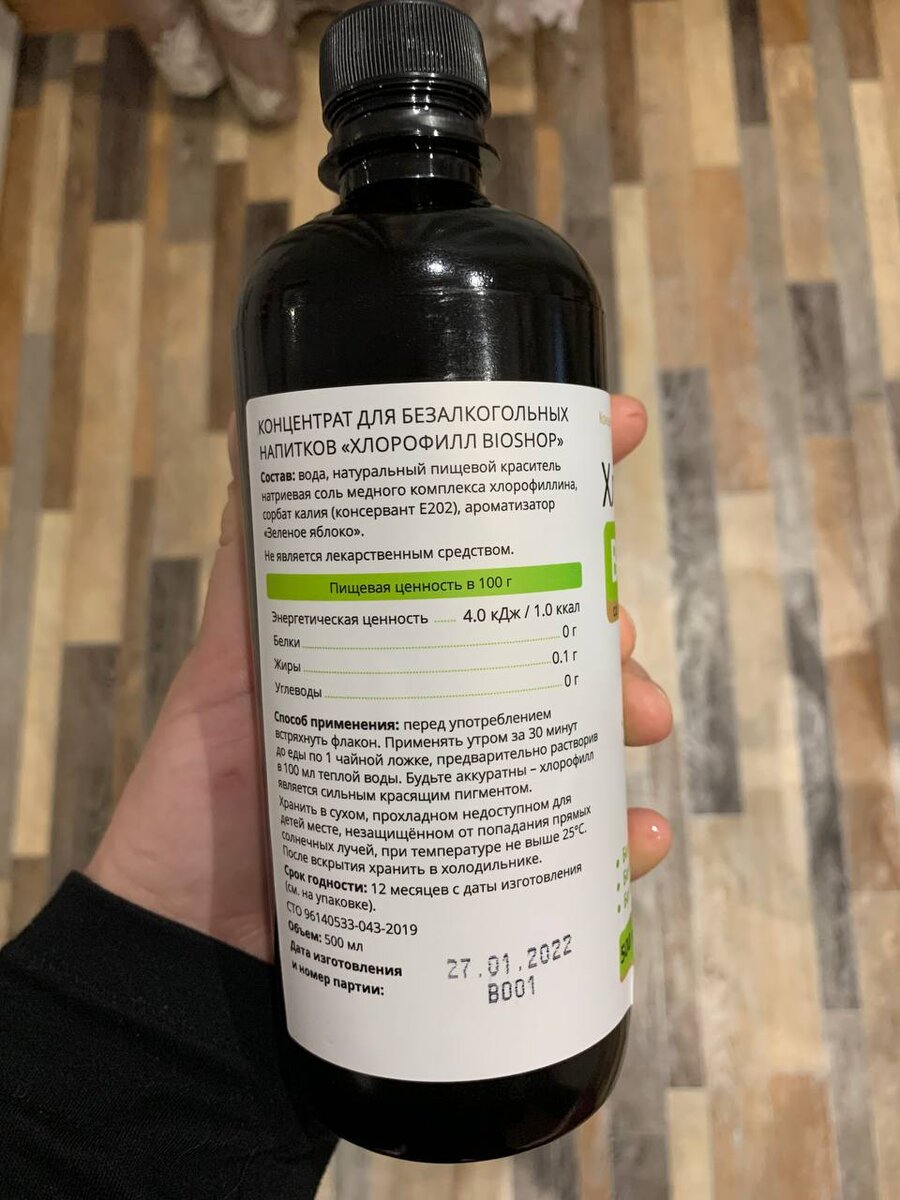 КОНЦЕНТРАТ ДЛЯ БЕЗАЛКОГОЛЬНЫХ
НАПИТКОВ «ХЛОРОФИЛЛ BIOSHOP»
Состав: вода, натуральный пищевой краситель
натриевая соль медного комплекса хлорофиллина,
сорбат калия (консервант Е202), ароматизатор
«Зеленое яблоко».
Не является лекарственным средством.
Пищевая ценность в 100 г
Энергетическая ценность ...... 4.0 кДж / 1.0 ккал
Белки 0 г
Жиры 0.1 г
Углеводы 0 г
Способ применения: перед употреблением
встряхнуть флакон. Применять утром за 30 минут
до еды по 1 чайной ложке, предварительно растворив
в 100 мл теплой воды. Будьте аккуратны – хлорофилл
является сильным красящим пигментом.
Хранить в сухом, прохладном недоступном для
детей месте, незащищённом от попадания прямых
солнечных лучей, при температуре не выше 25°С.
После вскрытия хранить в холодильнике.
Срок годности: 12 месяцев с даты изготовления
(см. на упаковке).
СТО 96140533-043-2019
Объем: 500 мл
Дата изготовления
и номер партии:
27.01.2022
B001